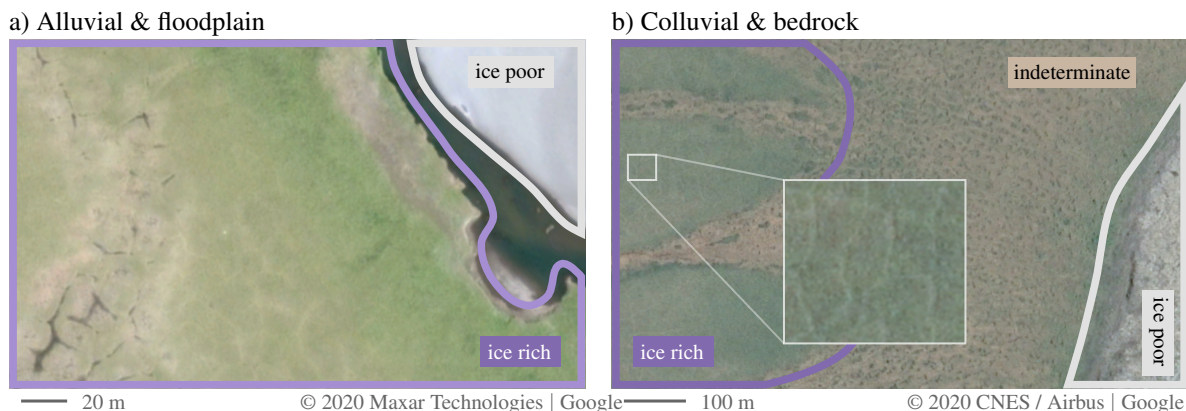 a) Alluvial & floodplain
ice poor
ice rich
20 m
© 2020 Maxar Technologies | Google
b) Colluvial & bedrock
indeterminate
ice rich
ice poor
100 m
© 2020 CNES / Airbus | Google